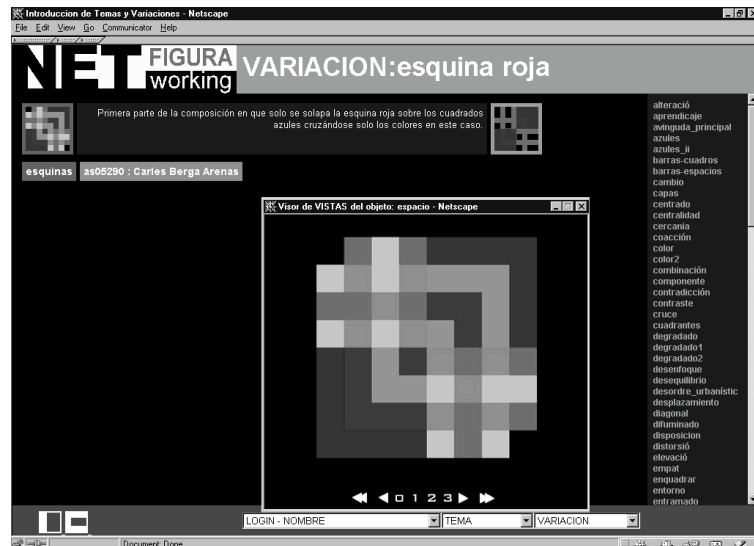 Introduccion de Temas y Variaciones - Netscape
File Edit View Go Communicator Help
NET FIGURA working
VARIACION:esquina roja
Primera parte de la composición en que solo se solapa la esquina roja sobre los cuadrados
azules cruzándose solo los colores en este caso.
esquinas
as05290 : Carles Berga Arenas
Visor de VISTAS del objeto: espacio - Netscape
0 1 2 3
alteració
aprendicaje
avinguda_principal
azules
azules_ii
barras-cuadros
barras-espacios
cambio
capas
centrado
centralidad
cercania
coacción
color
color2
combinación
componente
contradicción
contraste
cruce
cuadrantes
degradado
degradado1
degradado2
desenfoque
desequilibrio
desordre_urbanístic
desplazamiento
diagonal
difuminado
disposicion
distorsió
elevació
empat
enquadrar
entorno
entramado
LOGIN - NOMBRE
TEMA
VARIACION
Document: Done